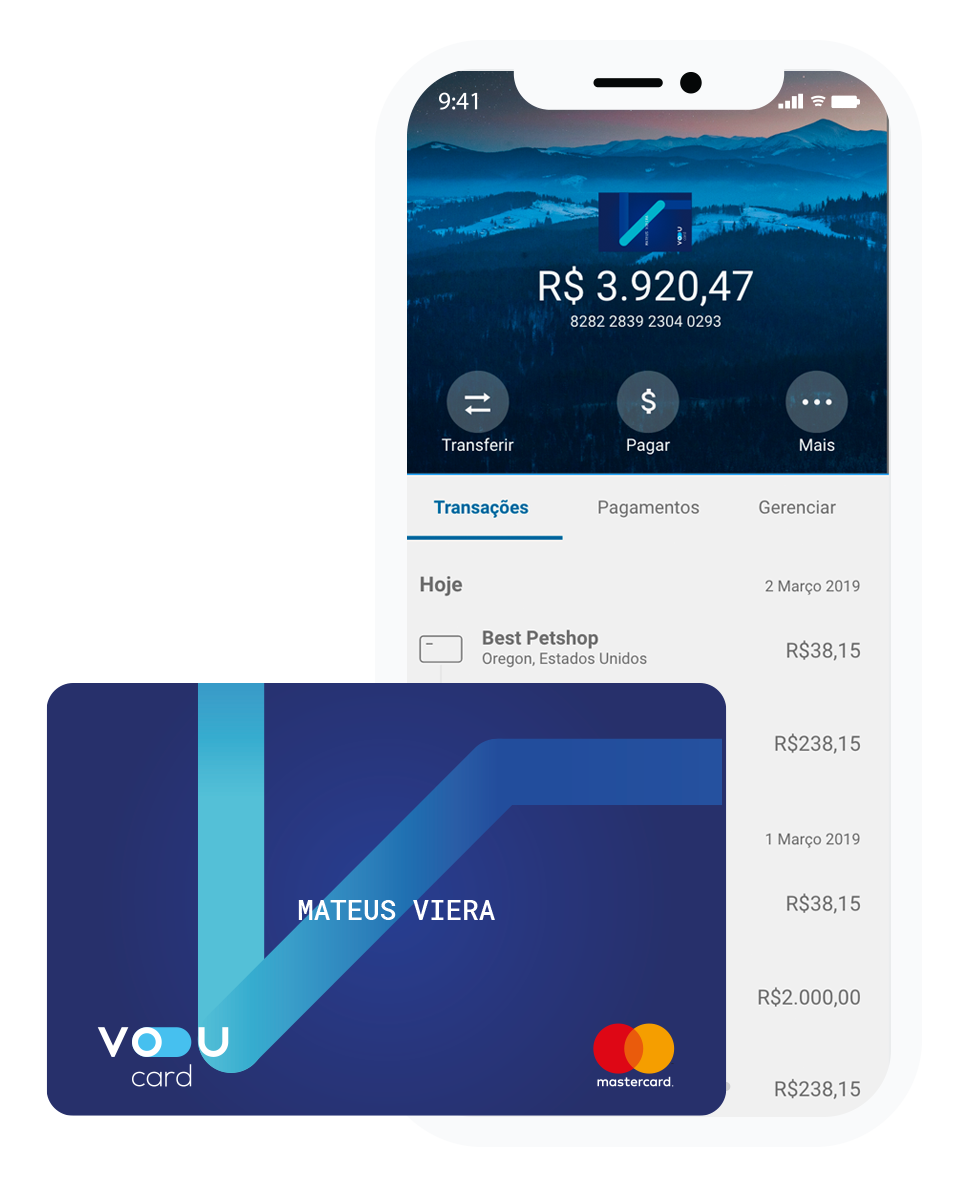 9:41
R$ 3.920,47
8282 2839 2304 0293
Transferir
Pagar
Mais
Transações
Pagamentos
Gerenciar
Hoje
2 Março 2019
Best Petshop
R$38,15
Oregon, Estados Unidos
R$238,15
1 Março 2019
R$38,15
R$2.000,00
R$238,15
MATEUS VIERA
VOOU
card
mastercard.